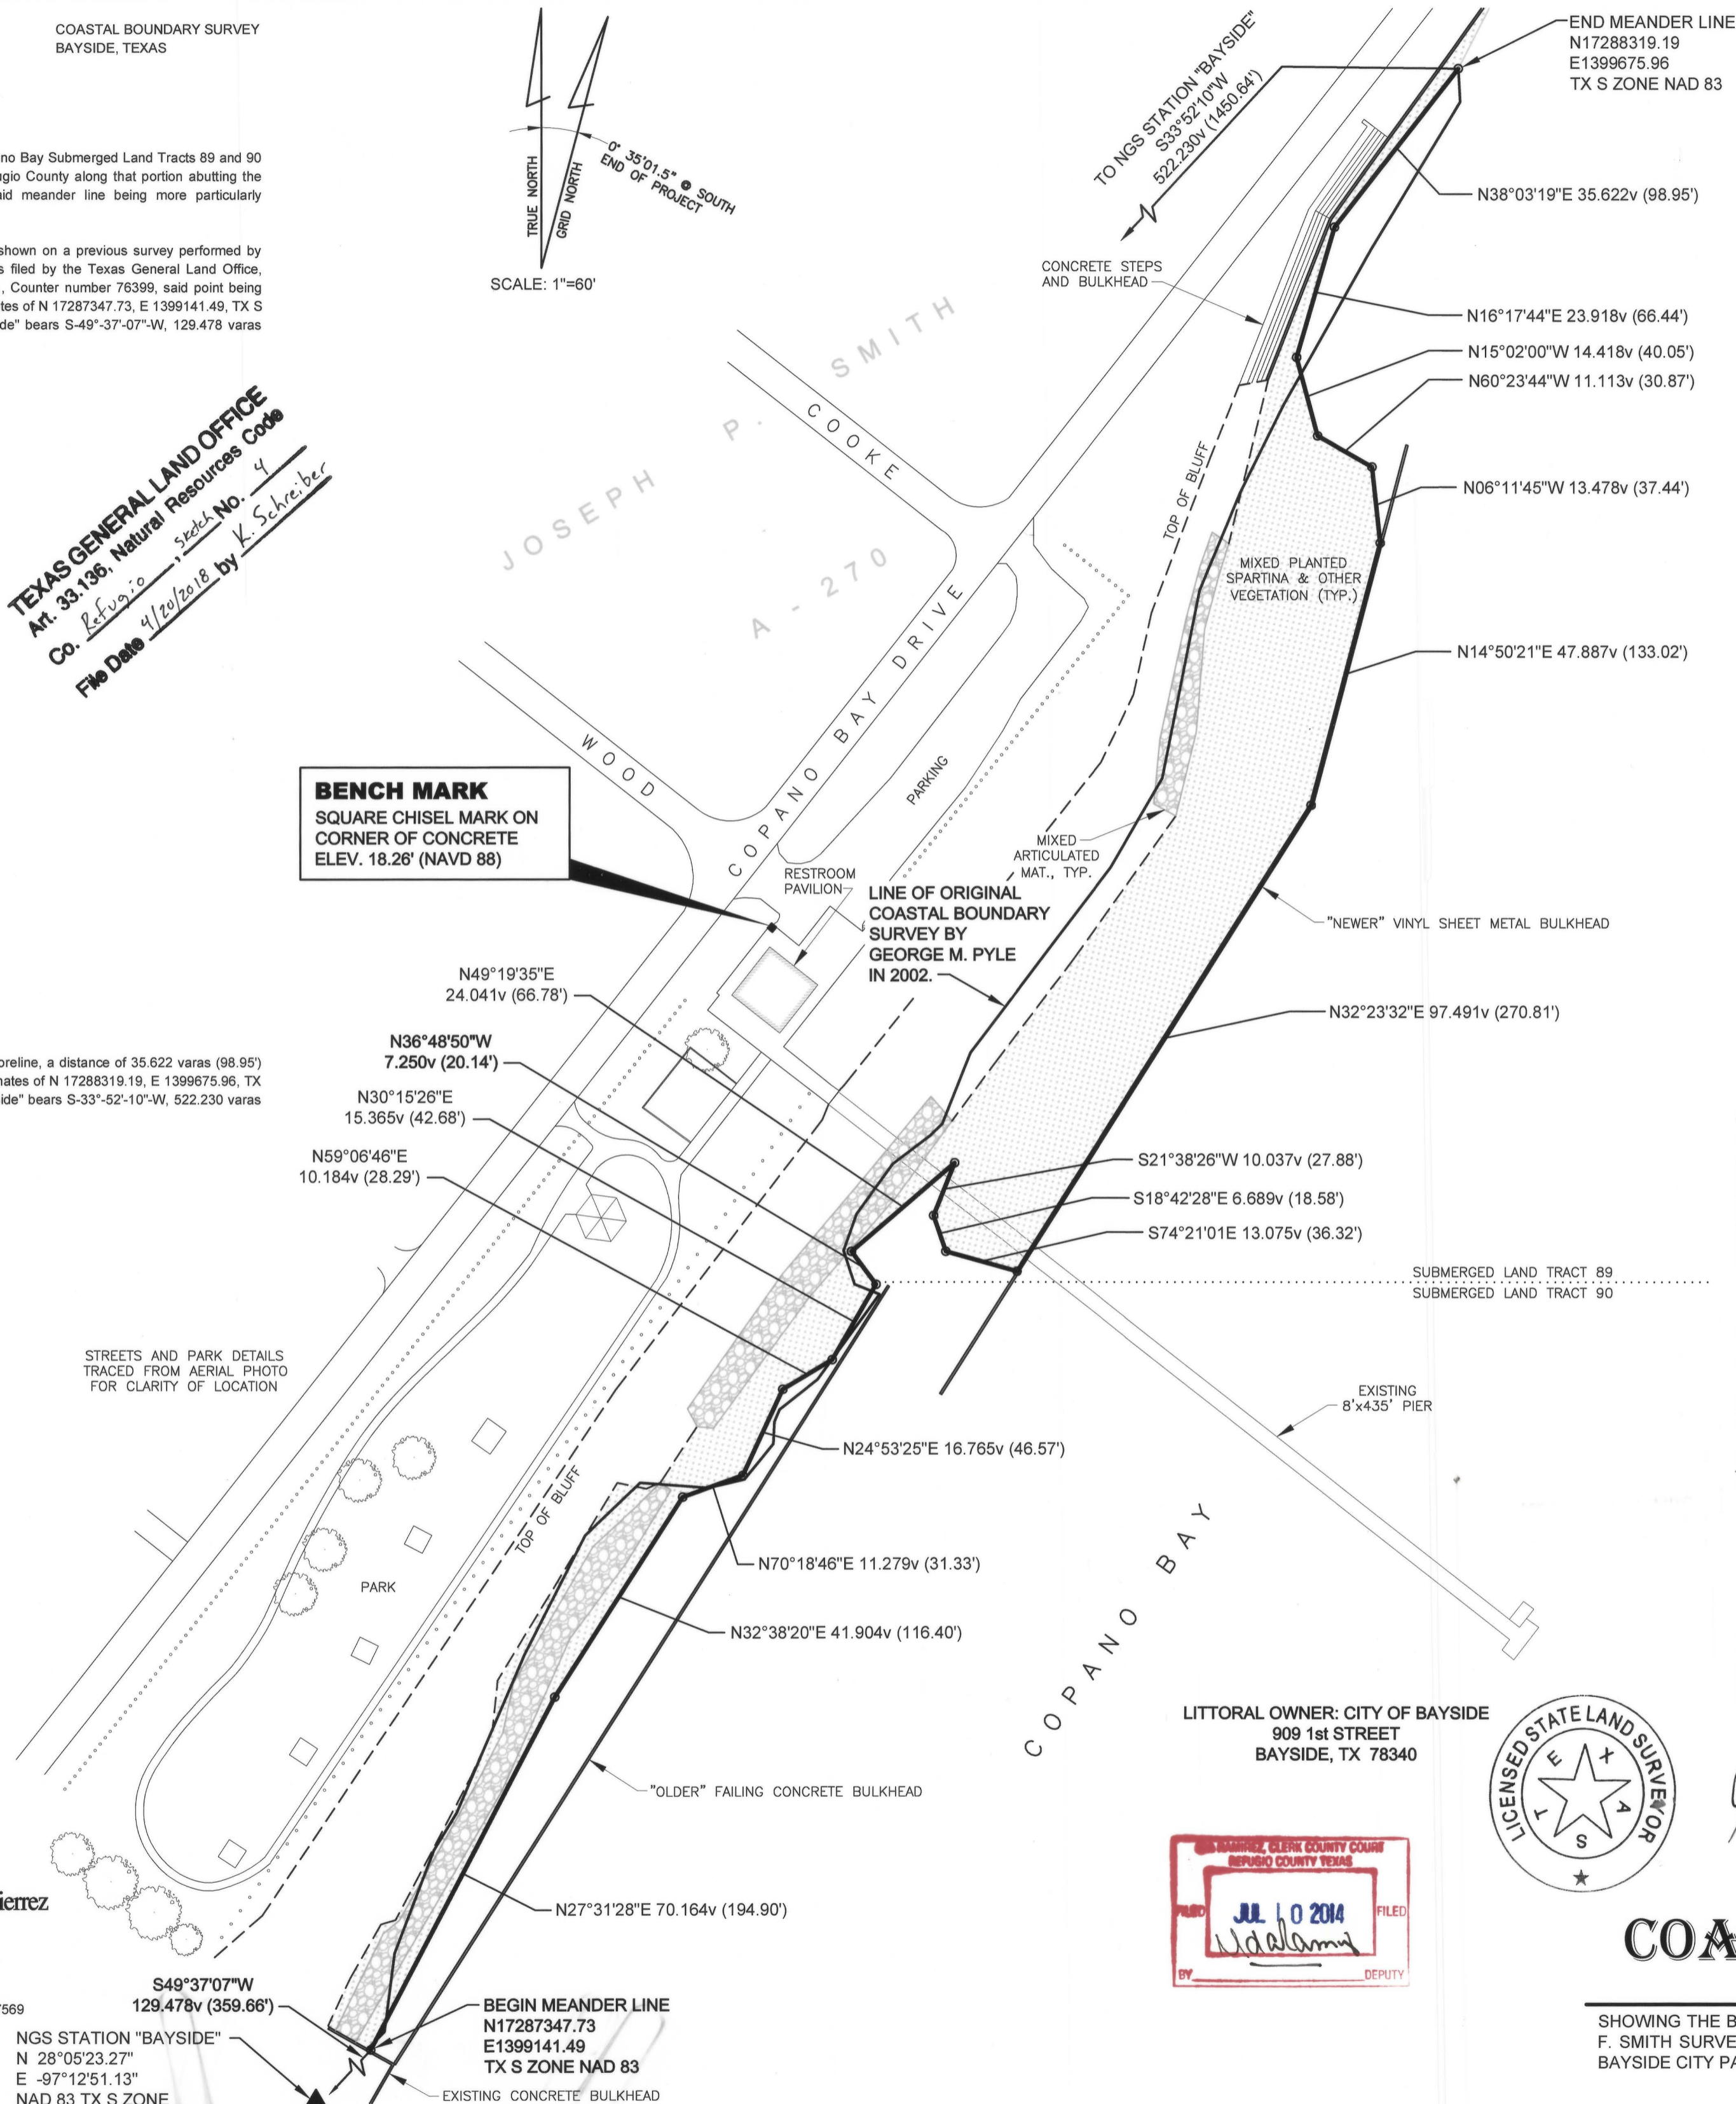 COASTAL BOUNDARY SURVEY
BAYSIDE, TEXAS
no Bay Submerged Land Tracts 89 and 90
ugio County along that portion abutting the
aid meander line being more particularly
shown on a previous survey performed by
s filed by the Texas General Land Office,
, Counter number 76399, said point being
tes of N 17287347.73, E 1399141.49, TX S
de" bears S-49°-37'-07"-W, 129.478 varas
TRUE NORTH
GRID NORTH
0° 35'01.5" @ SOUTH
END OF PROJECT
SCALE: 1"=60'
TO NGS STATION "BAYSIDE"
S33°52'10"W
522.230v (1450.64')
END MEANDER LINE
N17288319.19
E1399675.96
TX S ZONE NAD 83
N38°03'19"E 35.622v (98.95')
CONCRETE STEPS
AND BULKHEAD
N16°17'44"E 23.918v (66.44')
N15°02'00"W 14.418v (40.05')
N60°23'44"W 11.113v (30.87')
N06°11'45"W 13.478v (37.44')
TEXAS GENERAL LAND OFFICE
Art. 33.136, Natural Resources Code
Co. Refugio, Sketch No. 4
File Date 4/20/2018 by K. Schreiber
JOSEPH P. SMITH
A - 270
COOKE
TOP OF BLUFF
MIXED PLANTED
SPARTINA & OTHER
VEGETATION (TYP.)
N14°50'21"E 47.887v (133.02')
WOOD
COPANO BAY DRIVE
PARKING
BENCH MARK
SQUARE CHISEL MARK ON
CORNER OF CONCRETE
ELEV. 18.26' (NAVD 88)
MIXED
ARTICULATED
MAT., TYP.
RESTROOM
PAVILION
LINE OF ORIGINAL
COASTAL BOUNDARY
SURVEY BY
GEORGE M. PYLE
IN 2002.
"NEWER" VINYL SHEET METAL BULKHEAD
N49°19'35"E
24.041v (66.78')
N32°23'32"E 97.491v (270.81')
N36°48'50"W
7.250v (20.14')
oreline, a distance of 35.622 varas (98.95')
nates of N 17288319.19, E 1399675.96, TX
ide" bears S-33°-52'-10"-W, 522.230 varas
N30°15'26"E
15.365v (42.68')
N59°06'46"E
10.184v (28.29')
S21°38'26"W 10.037v (27.88')
S18°42'28"E 6.689v (18.58')
S74°21'01E 13.075v (36.32')
SUBMERGED LAND TRACT 89
SUBMERGED LAND TRACT 90
STREETS AND PARK DETAILS
TRACED FROM AERIAL PHOTO
FOR CLARITY OF LOCATION
EXISTING
8'x435' PIER
N24°53'25"E 16.765v (46.57')
TOP OF BLUFF
PARK
N70°18'46"E 11.279v (31.33')
COPANO BAY
N32°38'20"E 41.904v (116.40')
LITTORAL OWNER: CITY OF BAYSIDE
909 1st STREET
BAYSIDE, TX 78340
LICENSED STATE LAND SURVEYOR
TEXAS
"OLDER" FAILING CONCRETE BULKHEAD
CLERK COUNTY COURT
REFUGIO COUNTY TEXAS
FILED
JUL 10 2014
FILED
BY
DEPUTY
ierrez
N27°31'28"E 70.164v (194.90')
COA
S49°37'07"W
129.478v (359.66')
BEGIN MEANDER LINE
N17287347.73
E1399141.49
TX S ZONE NAD 83
7569
NGS STATION "BAYSIDE"
N 28°05'23.27"
E -97°12'51.13"
NAD 83 TX S ZONE
EXISTING CONCRETE BULKHEAD
SHOWING THE B
F. SMITH SURVE
BAYSIDE CITY PA